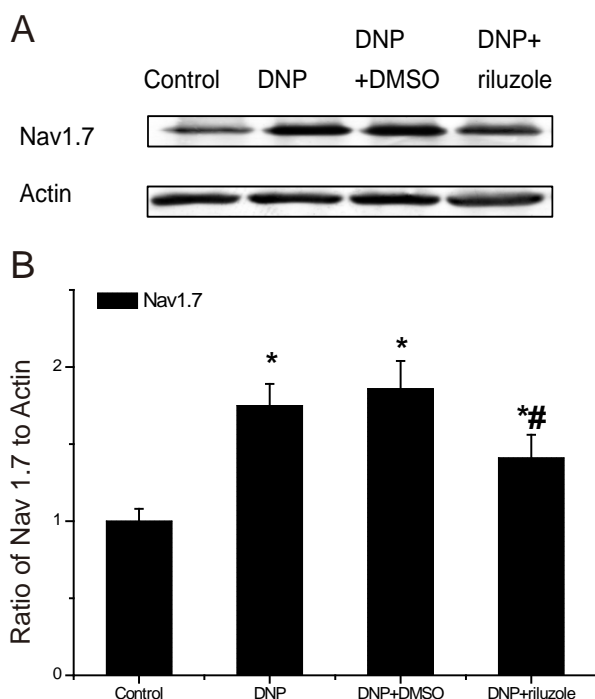 A
Control
DNP
DNP
+DMSO
DNP+
riluzole
Nav1.7
Actin
B
Nav1.7
Ratio of Nav 1.7 to Actin
2
1
0
*
*
*#
Control
DNP
DNP+DMSO
DNP+riluzole